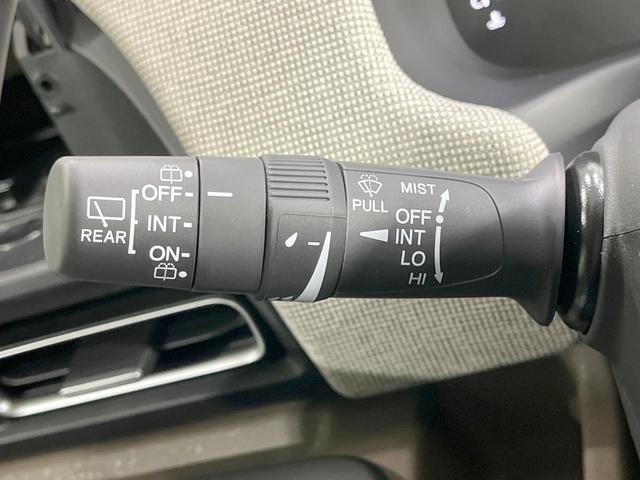 REAR
OFF
INT
ON
PULL
MIST
OFF
INT
LO
HI